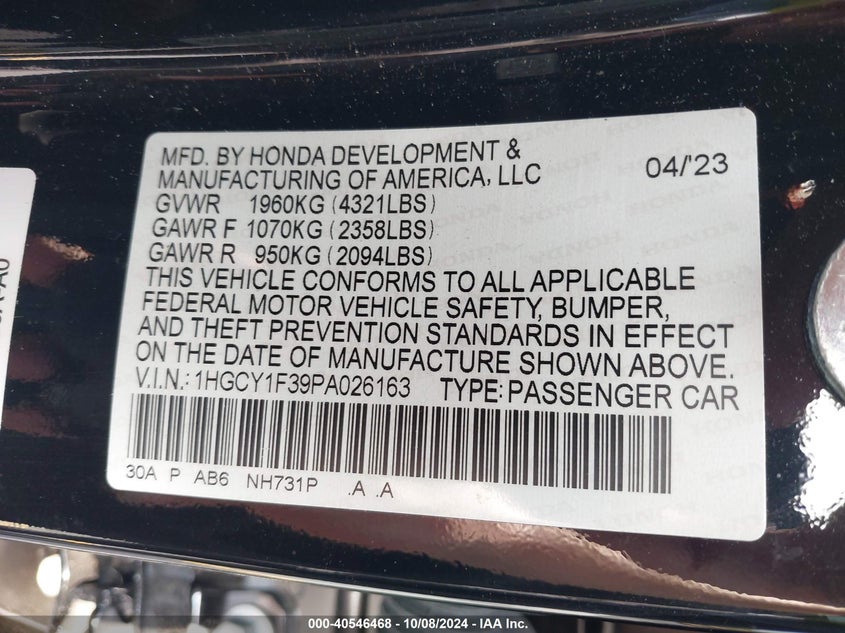 MFD. BY HONDA DEVELOPMENT &
MANUFACTURING OF AMERICA, LLC 04/'23
GVWR 1960KG (4321LBS)
GAWR F 1070KG (2358LBS)
GAWR R 950KG (2094LBS)
THIS VEHICLE CONFORMS TO ALL APPLICABLE
FEDERAL MOTOR VEHICLE SAFETY, BUMPER,
AND THEFT PREVENTION STANDARDS IN EFFECT
ON THE DATE OF MANUFACTURE SHOWN ABOVE.
V.I.N.: 1HGCY1F39PA026163 TYPE: PASSENGER CAR
30A P AB6 NH731P .A .A
000-40546468 - 10/08/2024 - IAA Inc.